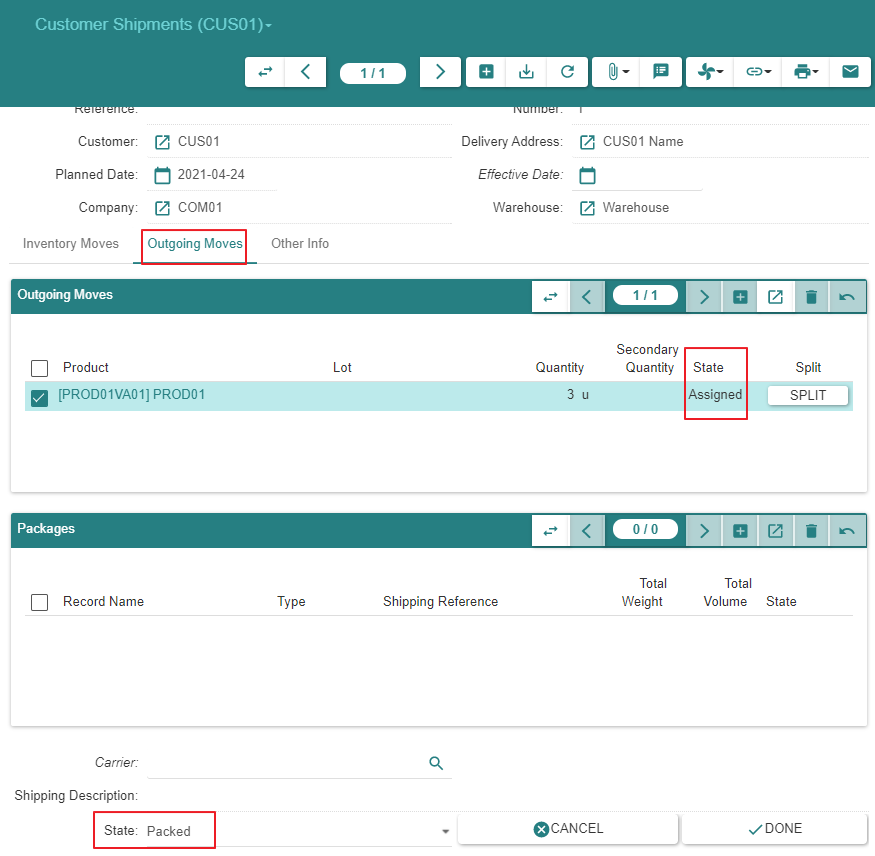 Customer Shipments (CUS01)
1 / 1
Reference: Number: 1
Customer: CUS01 Delivery Address: CUS01 Name
Planned Date: 2021-04-24 Effective Date:
Company: COM01 Warehouse: Warehouse
Inventory Moves Outgoing Moves Other Info
Outgoing Moves 1 / 1
Product Lot Quantity Secondary Quantity State Split
[PROD01VA01] PROD01 3 u Assigned SPLIT
Packages 0 / 0
Record Name Type Shipping Reference Total Weight Total Volume State
Carrier:
Shipping Description:
State: Packed CANCEL DONE